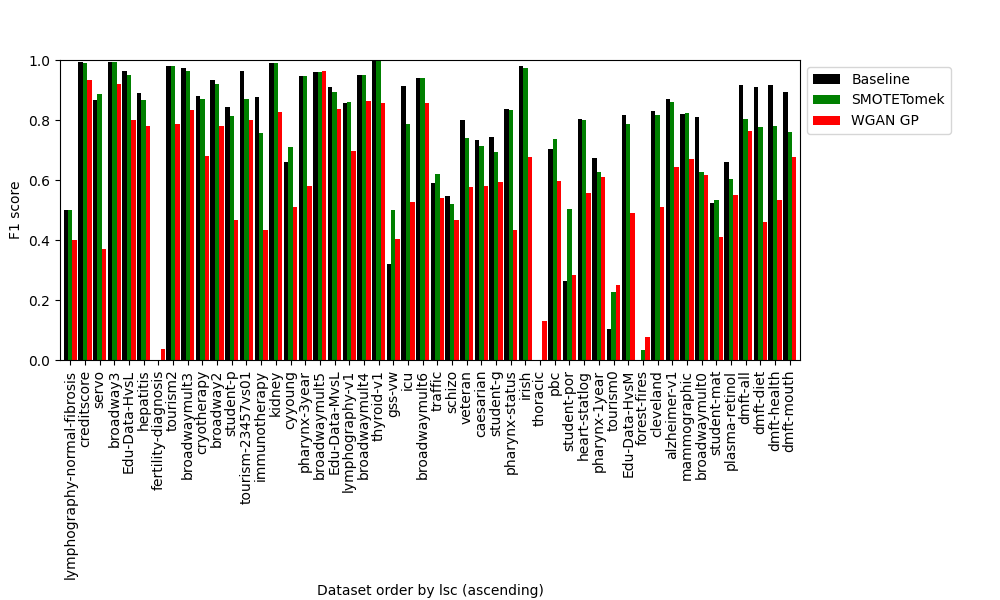 Baseline
SMOTETomek
WGAN GP
F1 score
1.0
0.8
0.6
0.4
0.2
0.0
lymphography-normal-fibrosis
creditscore
servo
broadway3
Edu-Data-HvsL
hepatitis
fertility-diagnosis
tourism2
broadwaymult3
cryotherapy
broadway2
student-p
tourism-23457vs01
immunotherapy
kidney
cyyoung
pharynx-3year
broadwaymult5
Edu-Data-MvsL
lymphography-v1
broadwaymult4
thyroid-v1
gss-vw
icu
broadwaymult6
traffic
schizo
veteran
caesarian
student-g
pharynx-status
irish
thoracic
pbc
student-por
heart-statlog
pharynx-1year
tourism0
Edu-Data-HvsM
forest-fires
cleveland
alzheimer-v1
mammographic
broadwaymult0
student-mat
plasma-retinol
dmft-all
dmft-diet
dmft-health
dmft-mouth
Dataset order by lsc (ascending)